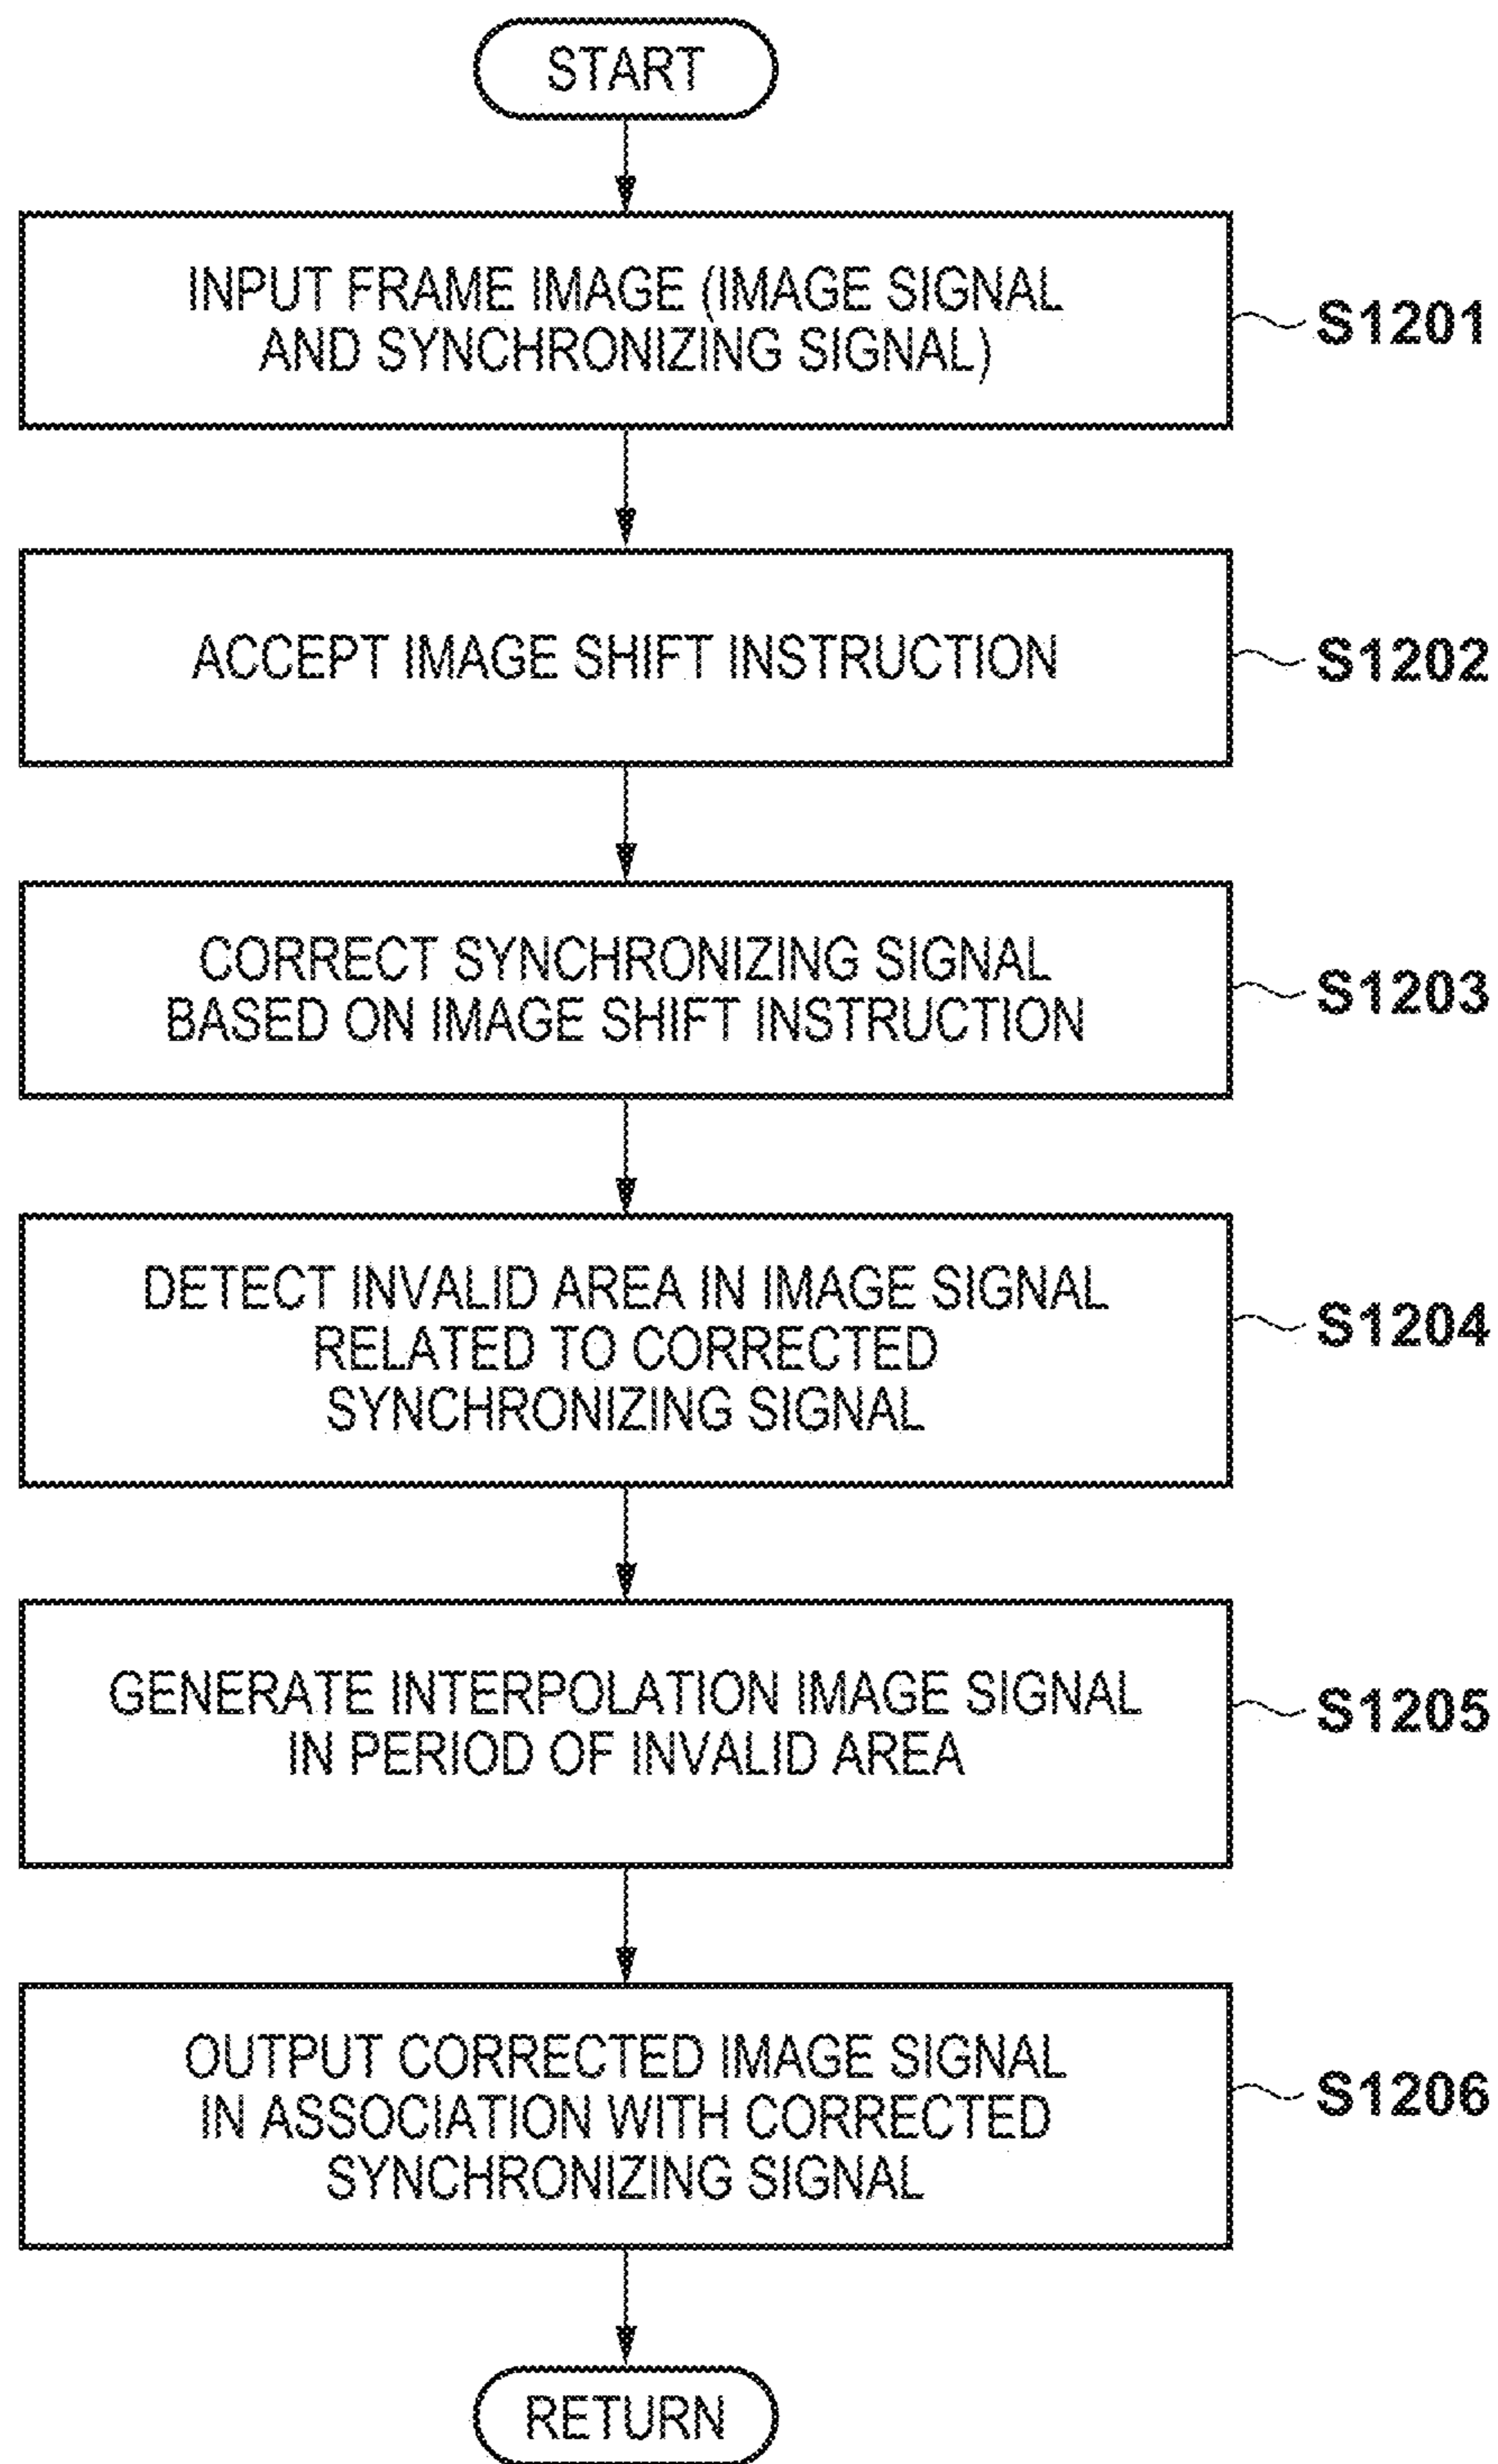 START
INPUT FRAME IMAGE (IMAGE SIGNAL
AND SYNCHRONIZING SIGNAL)
S1201
ACCEPT IMAGE SHIFT INSTRUCTION
S1202
CORRECT SYNCHRONIZING SIGNAL
BASED ON IMAGE SHIFT INSTRUCTION
S1203
DETECT INVALID AREA IN IMAGE SIGNAL
RELATED TO CORRECTED
SYNCHRONIZING SIGNAL
S1204
GENERATE INTERPOLATION IMAGE SIGNAL
IN PERIOD OF INVALID AREA
S1205
OUTPUT CORRECTED IMAGE SIGNAL
IN ASSOCIATION WITH CORRECTED
SYNCHRONIZING SIGNAL
S1206
RETURN